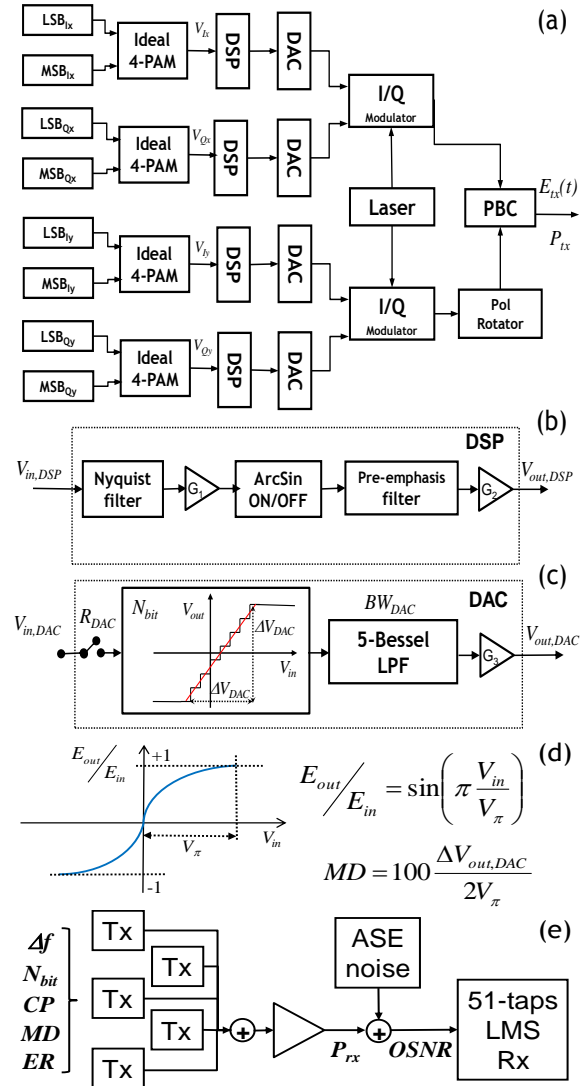 (a)
LSB_Ix
MSB_Ix
Ideal
4-PAM
V_Ix
DSP
DAC
I/Q
Modulator
LSB_Qx
MSB_Qx
Ideal
4-PAM
V_Qx
DSP
DAC
Laser
PBC
E_tx(t)
P_tx
LSB_Iy
MSB_Iy
Ideal
4-PAM
V_Iy
DSP
DAC
I/Q
Modulator
Pol
Rotator
LSB_Qy
MSB_Qy
Ideal
4-PAM
V_Qy
DSP
DAC
(b)
DSP
V_in,DSP
Nyquist
filter
G_1
ArcSin
ON/OFF
Pre-emphasis
filter
G_2
V_out,DSP
(c)
DAC
V_in,DAC
R_DAC
N_bit
V_out
ΔV_DAC
V_in
ΔV_DAC
BW_DAC
5-Bessel
LPF
G_3
V_out,DAC
(d)
E_out/E_in
+1
V_π
V_in
-1
E_out/E_in = sin(π V_in/V_π)
MD = 100 ΔV_out,DAC/2V_π
(e)
Δf
N_bit
CP
MD
ER
Tx
Tx
Tx
Tx
Tx
+
P_rx
ASE
noise
+
OSNR
51-taps
LMS
Rx